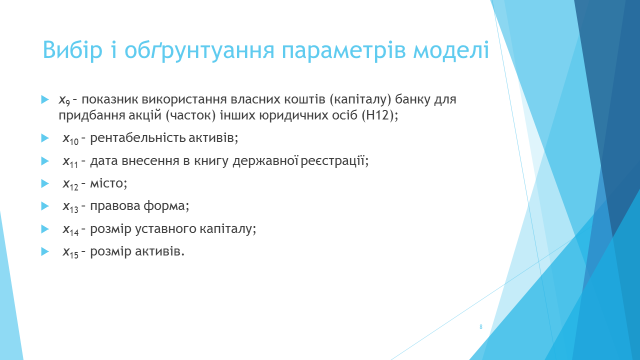 Вибір і обґрунтуання параметрів моделі
x9 – показник використання власних коштів (капіталу) банку для
придбання акцій (часток) інших юридичних осіб (Н12);
x10 – рентабельність активів;
x11 – дата внесення в книгу державної реєстрації;
x12 – місто;
x13 – правова форма;
x14 – розмір уставного капіталу;
x15 – розмір активів.
8